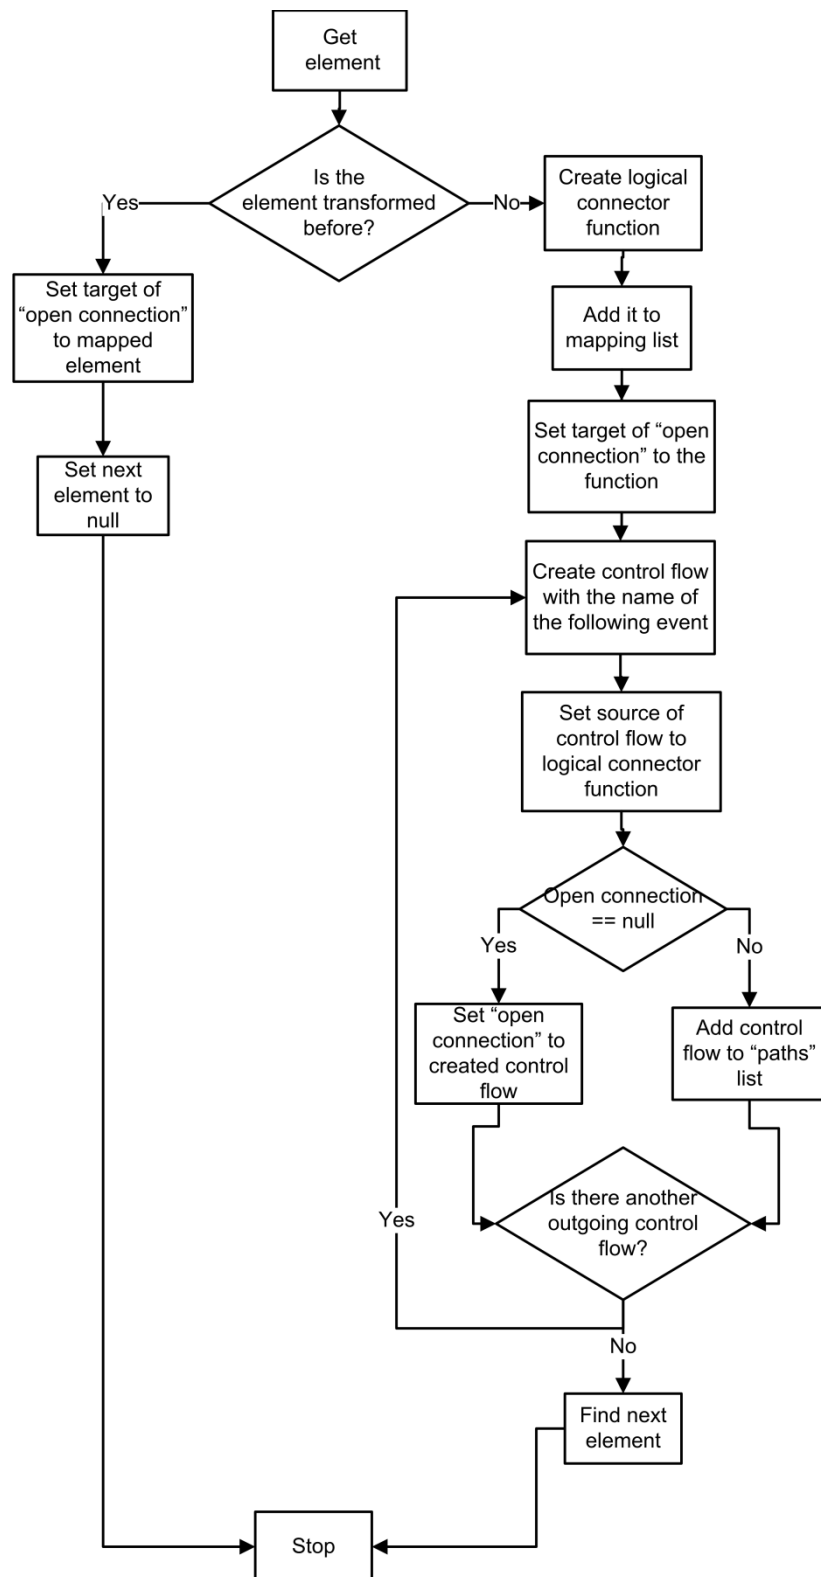 Get
element
Is the
element transformed
before?
Yes
No
Create logical
connector
function
Set target of
“open connection”
to mapped
element
Add it to
mapping list
Set target of “open
connection” to the
function
Set next
element to
null
Create control flow
with the name of
the following event
Set source of
control flow to
logical connector
function
Open connection
== null
Yes
No
Set “open
connection” to
created control
flow
Add control
flow to “paths”
list
Is there another
outgoing control
flow?
Yes
No
Find next
element
Stop